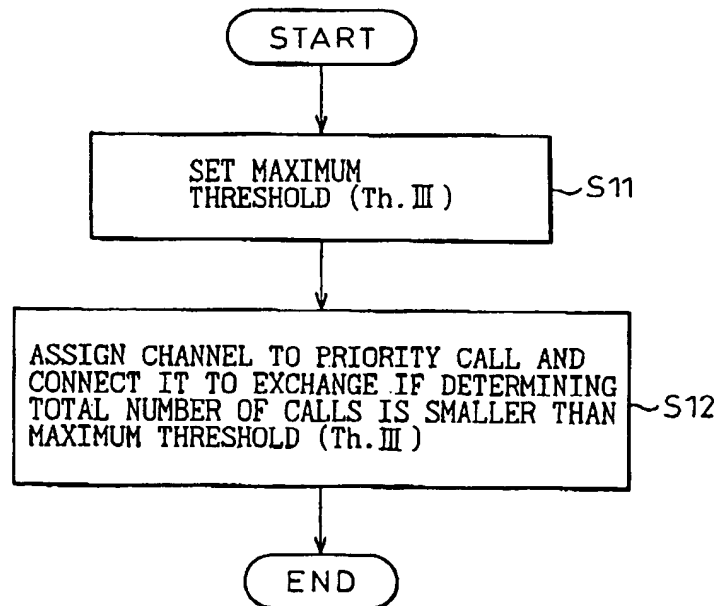 START
SET MAXIMUM
THRESHOLD (Th.Ⅲ)
S11
ASSIGN CHANNEL TO PRIORITY CALL AND
CONNECT IT TO EXCHANGE IF DETERMINING
TOTAL NUMBER OF CALLS IS SMALLER THAN
MAXIMUM THRESHOLD (Th.Ⅲ)
S12
END